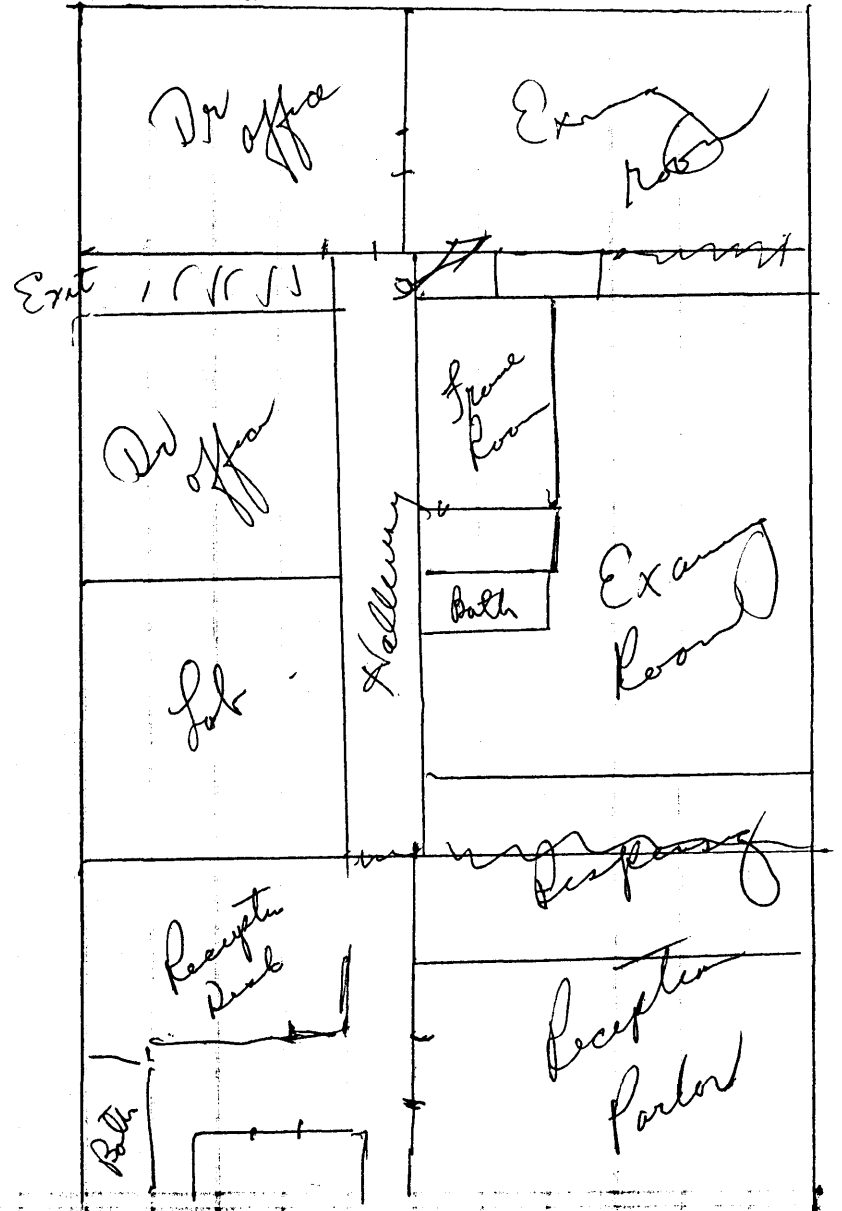 Dr office
Exam
room
Exit
Frame
Room
Dr office
Hallway
Exam
Room
Bath
Lab
Dispensing
Reception
Desk
Reception
Parlor
Bath